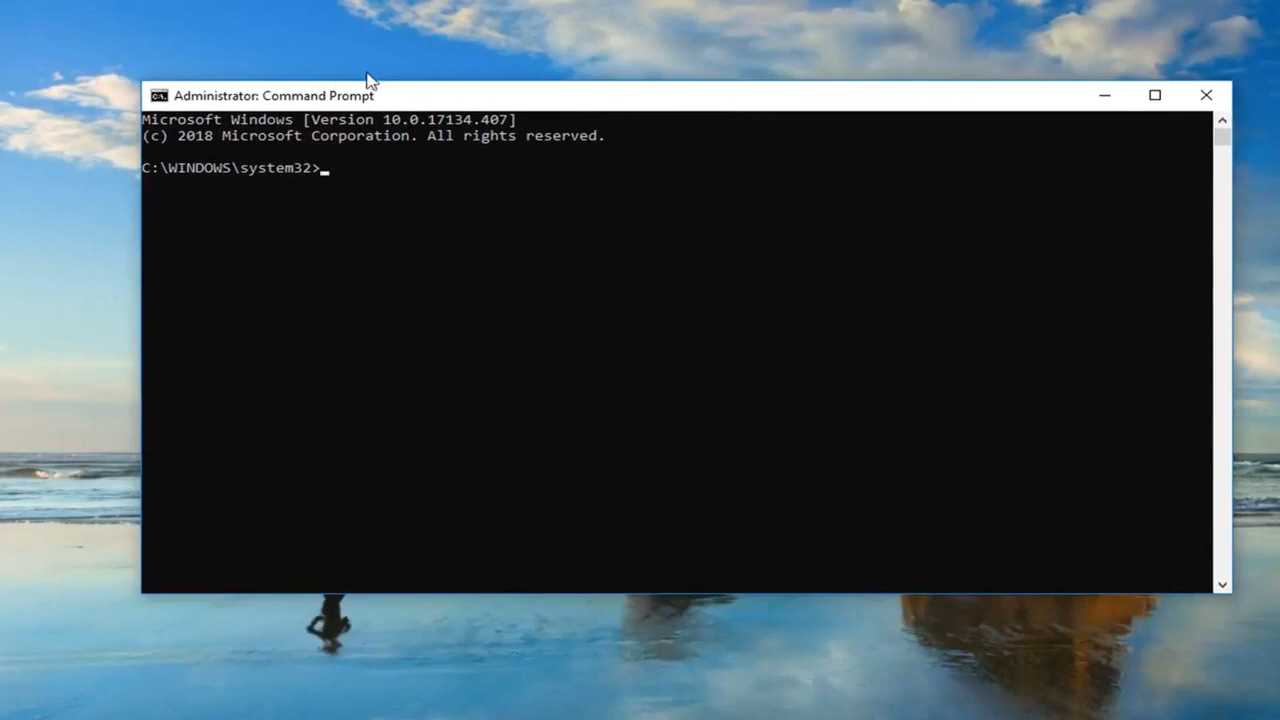 Administrator: Command Prompt
Microsoft Windows [Version 10.0.17134.407]
(c) 2018 Microsoft Corporation. All rights reserved.
C:\WINDOWS\system32>